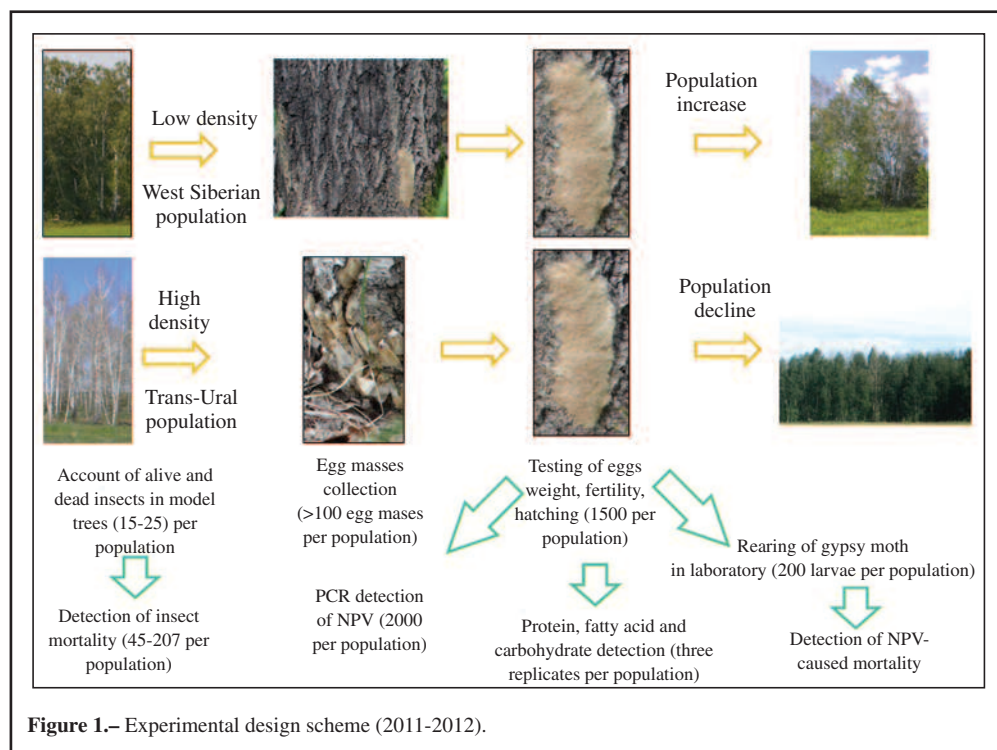 Low density
West Siberian
population
Population
increase
High
density
Trans-Ural
population
Population
decline
Account of alive and
dead insects in model
trees (15-25) per
population
Egg masses
collection
(>100 egg mases
per population)
Testing of eggs
weight, fertility,
hatching (1500 per
population)
Rearing of gypsy moth
in laboratory (200 larvae per population)
Detection of insect
mortality (45-207 per
population)
PCR detection
of NPV (2000
per population)
Protein, fatty acid and
carbohydrate detection (three
replicates per population)
Detection of NPV-
caused mortality
Figure 1.– Experimental design scheme (2011-2012).